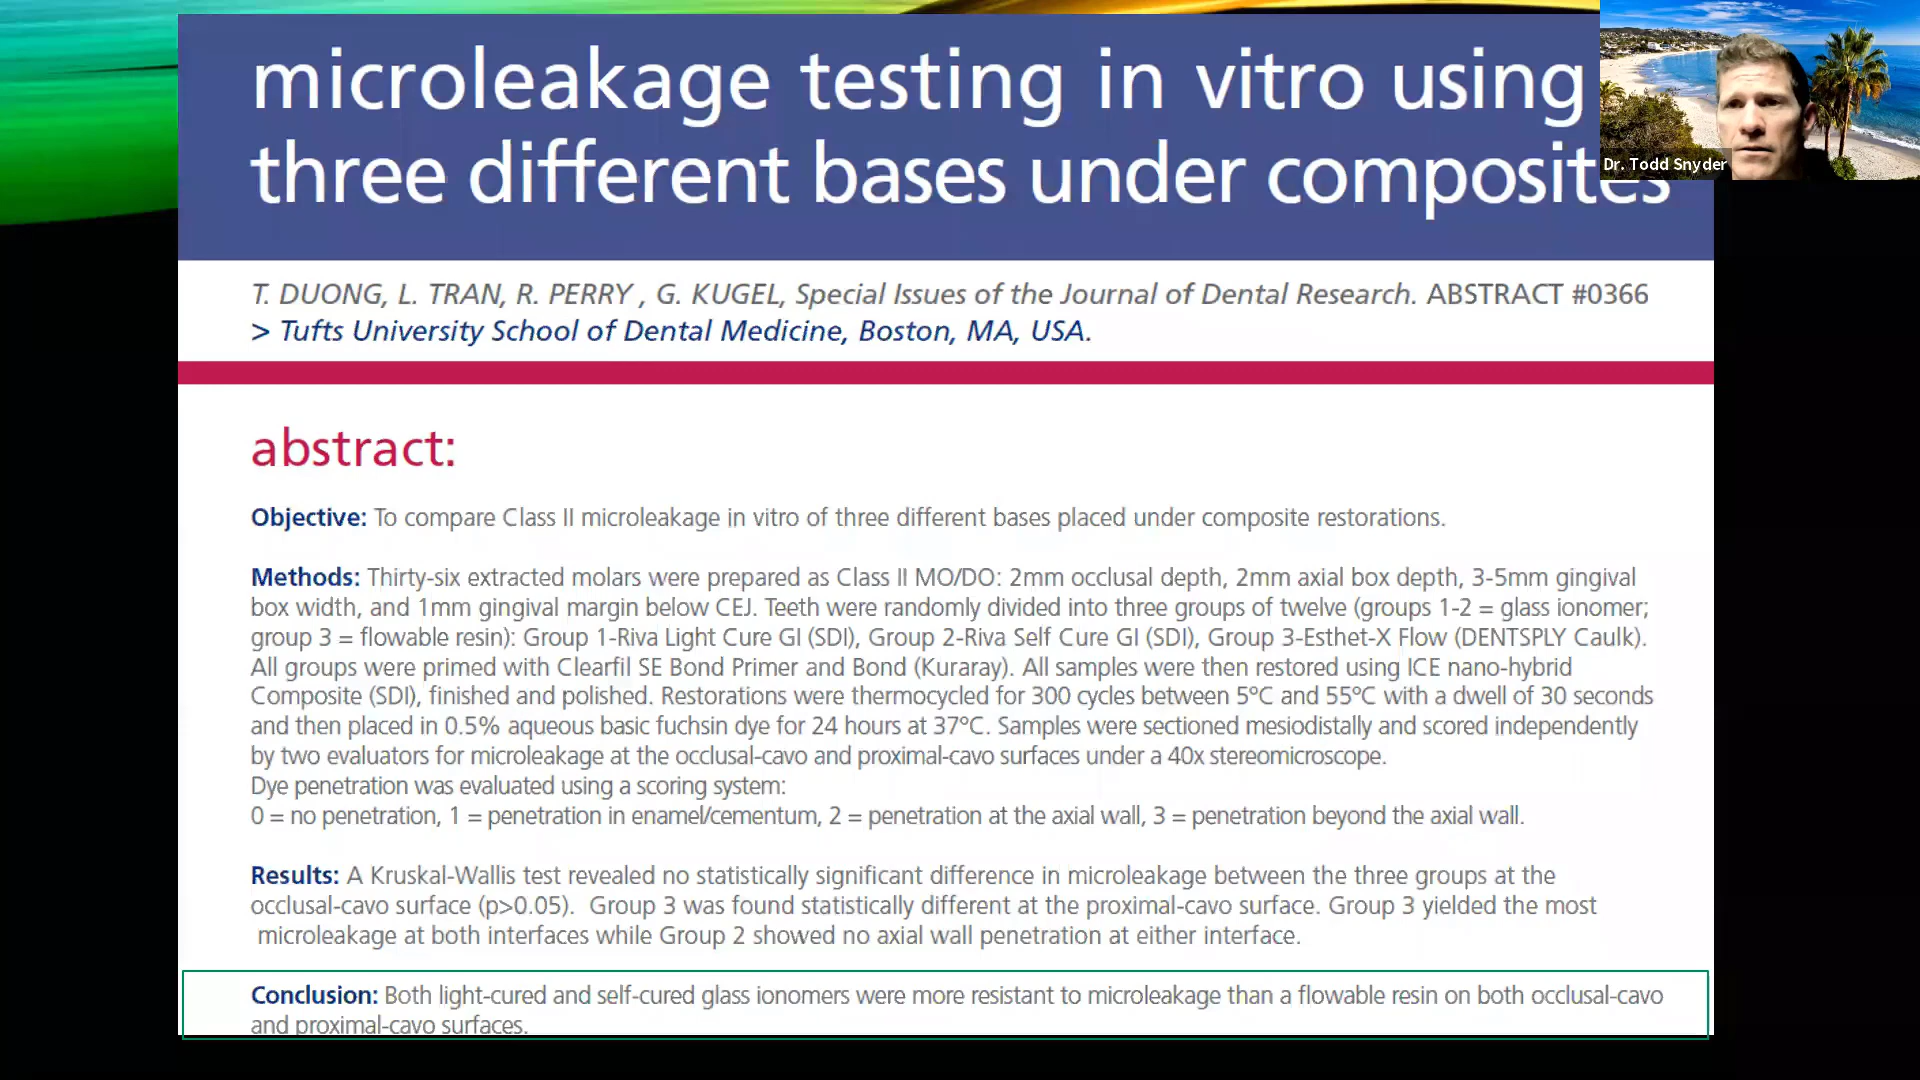 microleakage testing in vitro using
three different bases under composites
Dr. Todd Snyder
T. DUONG, L. TRAN, R. PERRY , G. KUGEL, Special Issues of the Journal of Dental Research. ABSTRACT #0366
> Tufts University School of Dental Medicine, Boston, MA, USA.
abstract:
Objective: To compare Class II microleakage in vitro of three different bases placed under composite restorations.
Methods: Thirty-six extracted molars were prepared as Class II MO/DO: 2mm occlusal depth, 2mm axial box depth, 3-5mm gingival
box width, and 1mm gingival margin below CEJ. Teeth were randomly divided into three groups of twelve (groups 1-2 = glass ionomer;
group 3 = flowable resin): Group 1-Riva Light Cure GI (SDI), Group 2-Riva Self Cure GI (SDI), Group 3-Esthet-X Flow (DENTSPLY Caulk).
All groups were primed with Clearfil SE Bond Primer and Bond (Kuraray). All samples were then restored using ICE nano-hybrid
Composite (SDI), finished and polished. Restorations were thermocycled for 300 cycles between 5ºC and 55ºC with a dwell of 30 seconds
and then placed in 0.5% aqueous basic fuchsin dye for 24 hours at 37ºC. Samples were sectioned mesiodistally and scored independently
by two evaluators for microleakage at the occlusal-cavo and proximal-cavo surfaces under a 40x stereomicroscope.
Dye penetration was evaluated using a scoring system:
0 = no penetration, 1 = penetration in enamel/cementum, 2 = penetration at the axial wall, 3 = penetration beyond the axial wall.
Results: A Kruskal-Wallis test revealed no statistically significant difference in microleakage between the three groups at the
occlusal-cavo surface (p>0.05). Group 3 was found statistically different at the proximal-cavo surface. Group 3 yielded the most
microleakage at both interfaces while Group 2 showed no axial wall penetration at either interface.
Conclusion: Both light-cured and self-cured glass ionomers were more resistant to microleakage than a flowable resin on both occlusal-cavo
and proximal-cavo surfaces.